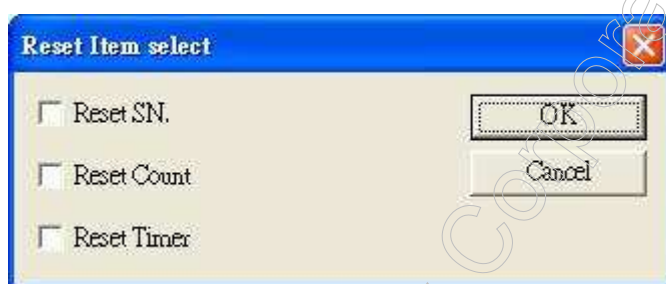 Reset Item select
Reset SN.
OK
Reset Count
Cancel
Reset Timer